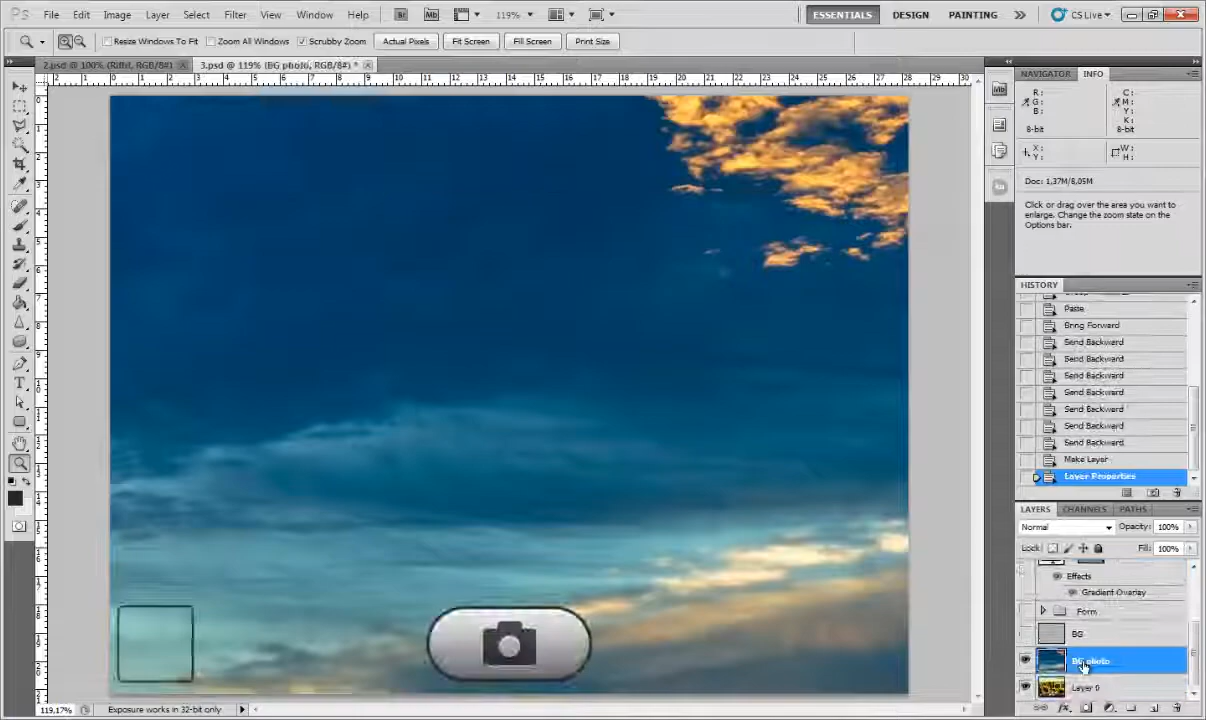 Ps File Edit Image Layer Select Filter View Window Help Br Mb 119% ESSENTIALS DESIGN PAINTING CS Live
Resize Windows To Fit Zoom All Windows Scrubby Zoom Actual Pixels Fit Screen Fill Screen Print Size
3.psd @ 119% (BG photo, RGB/8#) *
NAVIGATOR INFO
R: C:
G: M:
B: Y:
K:
8-bit 8-bit
X: W:
Y: H:
Doc: 1,37M/8,05M
Click or drag over the area you want to
enlarge. Change the zoom state on the
Options bar.
HISTORY
Paste
Bring Forward
Send Backward
Send Backward
Send Backward
Send Backward
Send Backward
Send Backward
Send Backward
Make Layer
Layer Properties
LAYERS CHANNELS PATHS
Normal Opacity: 100%
Lock: Fill: 100%
Effects
Gradient Overlay
Form
BG
BG photo
Layer 0
119,17% Exposure works in 32-bit only